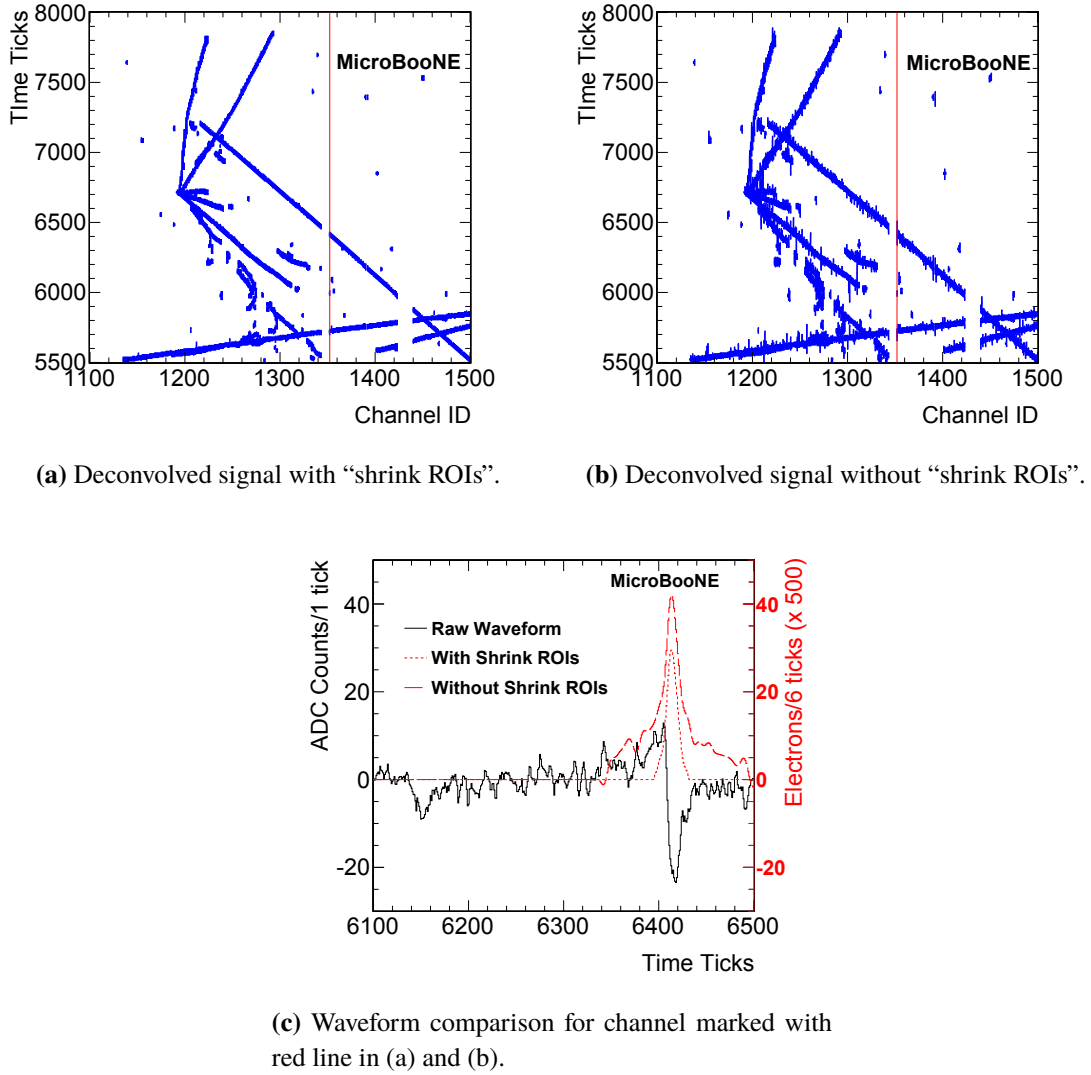 8000
7500
7000
6500
6000
5500
TIme Ticks
MicroBooNE
1100 1200 1300 1400 1500
Channel ID
8000
7500
7000
6500
6000
5500
TIme Ticks
MicroBooNE
1100 1200 1300 1400 1500
Channel ID
(a) Deconvolved signal with “shrink ROIs”.
(b) Deconvolved signal without “shrink ROIs”.
MicroBooNE
ADC Counts/1 tick
40
20
0
-20
Raw Waveform
With Shrink ROIs
Without Shrink ROIs
40
20
0
-20
Electrons/6 ticks (x 500)
6100 6200 6300 6400 6500
Time Ticks
(c) Waveform comparison for channel marked with
red line in (a) and (b).